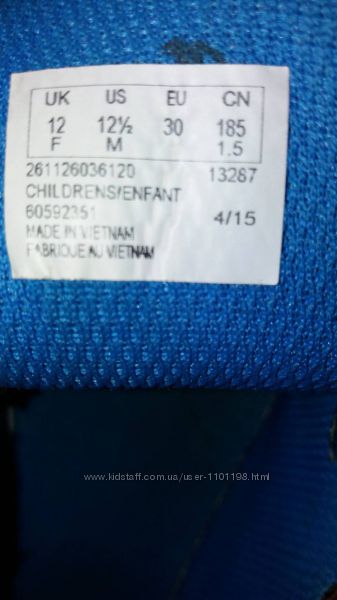 UK US EU CN
12 12½ 30 185
F M 1.5
261126036120 13287
CHILDRENS/ENFANT
60592351 4/15
MADE IN VIETNAM
FABRIQUE AU VIETNAM
www.kidstaff.com.ua/user-1101198.html